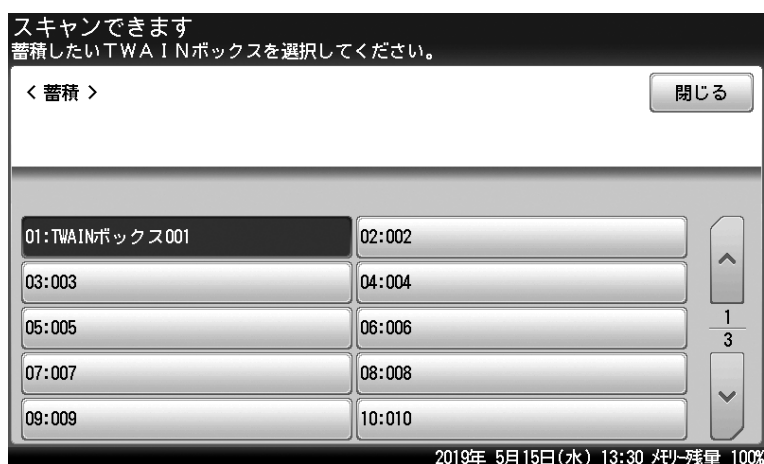 スキャンできます
蓄積したいTWAINボックスを選択してください。
<蓄積>
閉じる
01:TWAINボックス001
02:002
03:003
04:004
05:005
06:006
07:007
08:008
09:009
10:010
1
3
2019年 5月15日(水) 13:30 メモリー残量 100%